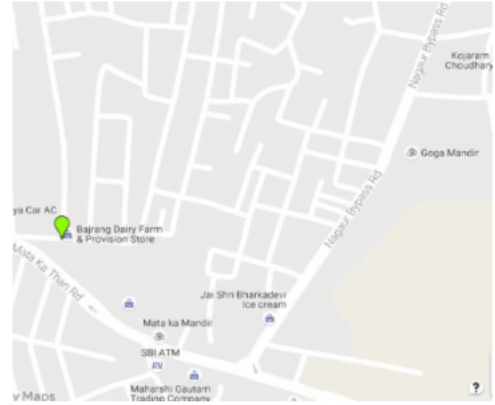 Nagaur Bypass Rd
Kojaram
Choudhary
Goga Mandir
ya Car AC
Bajrang Dairy Farm
& Provision Store
Nagaur Bypass Rd
Mata Ka Than Rd
Jai Shri Bharkadevi
Ice cream
Mata ka Mandir
SBI ATM
Maharshi Gautam
Trading Company
y Maps
?